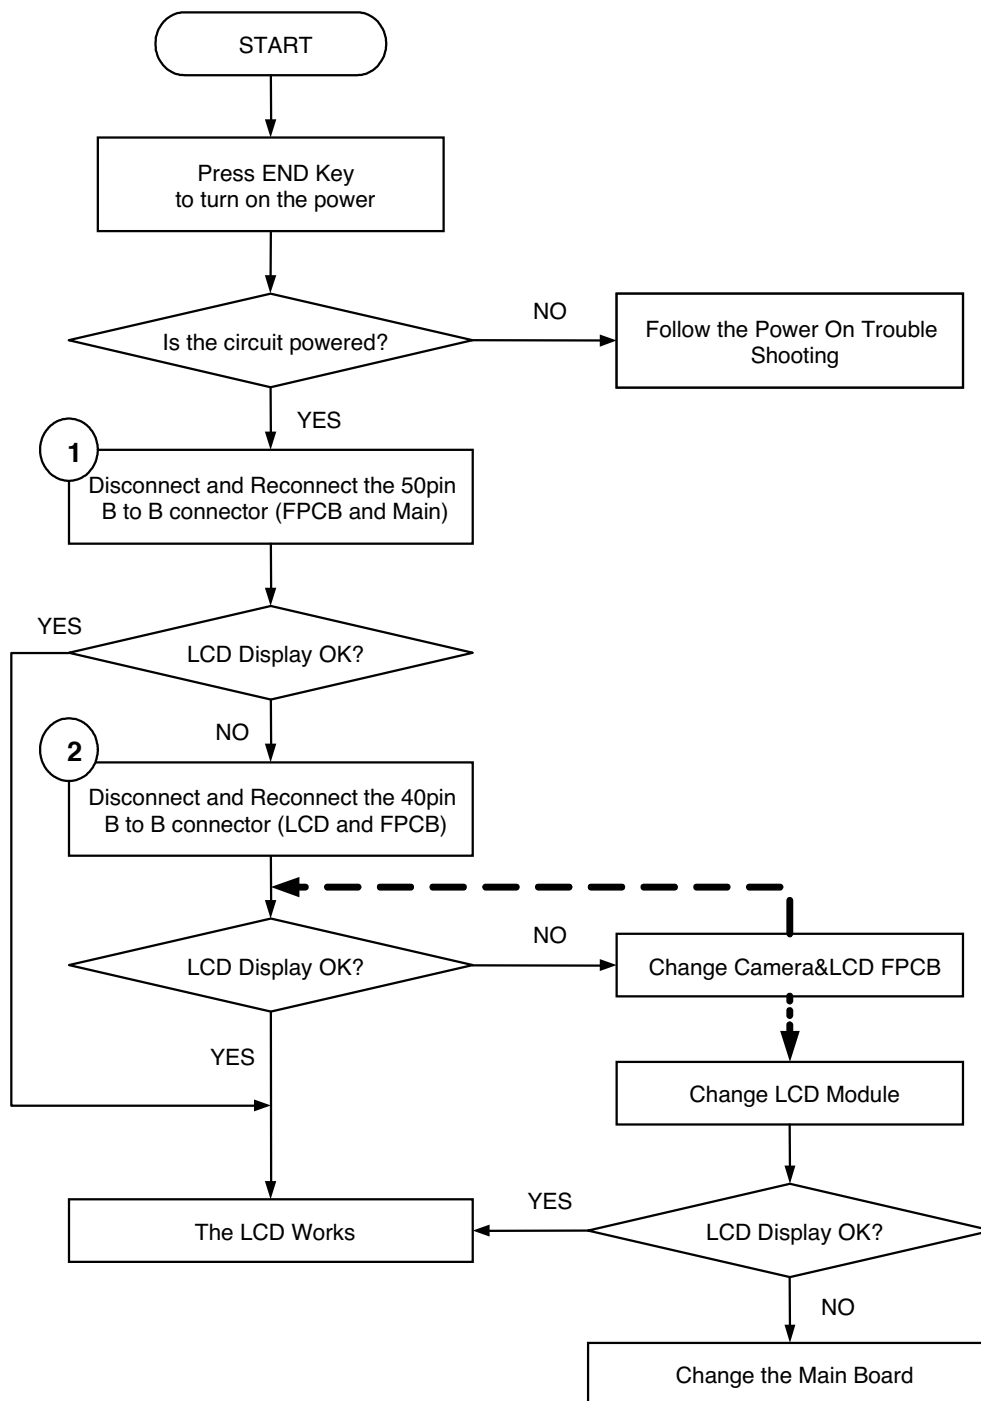 START
Press END Key
to turn on the power
Is the circuit powered?
NO
Follow the Power On Trouble
Shooting
YES
1
Disconnect and Reconnect the 50pin
B to B connector (FPCB and Main)
YES
LCD Display OK?
NO
2
Disconnect and Reconnect the 40pin
B to B connector (LCD and FPCB)
LCD Display OK?
NO
Change Camera&LCD FPCB
YES
Change LCD Module
The LCD Works
YES
LCD Display OK?
NO
Change the Main Board